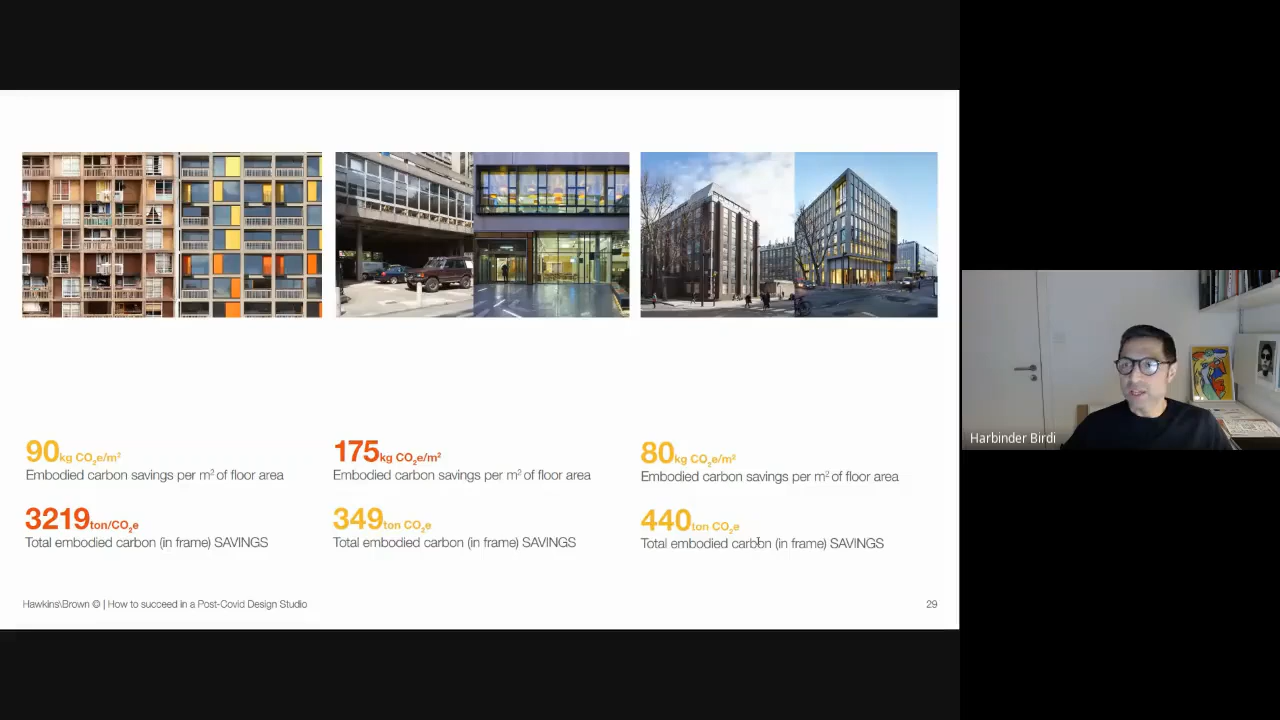 90kg CO₂e/m²
Embodied carbon savings per m² of floor area
3219ton/CO₂e
Total embodied carbon (in frame) SAVINGS
175kg CO₂e/m²
Embodied carbon savings per m² of floor area
349ton CO₂e
Total embodied carbon (in frame) SAVINGS
80kg CO₂e/m²
Embodied carbon savings per m² of floor area
440ton CO₂e
Total embodied carbon (in frame) SAVINGS
Hawkins\Brown © | How to succeed in a Post-Covid Design Studio
29
Harbinder Birdi